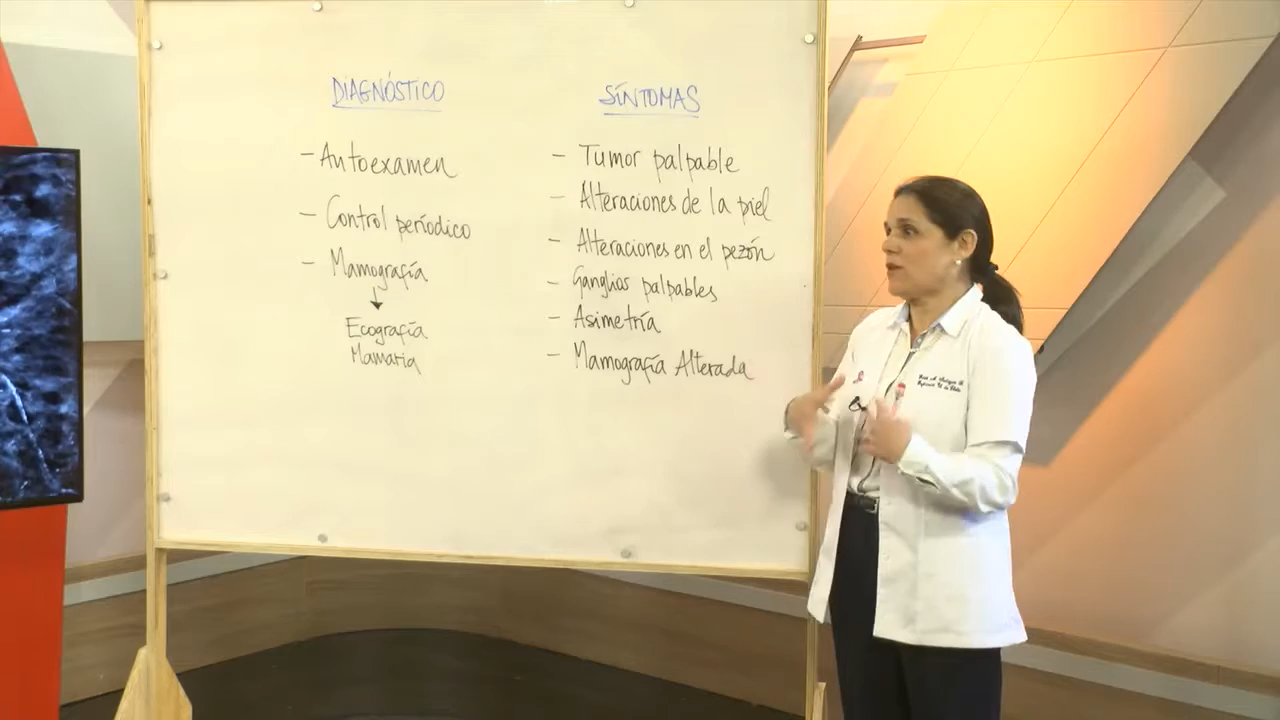 DIAGNÓSTICO
- Autoexamen
- Control periódico
- Mamografía
Ecografía
Mamaria
SÍNTOMAS
- Tumor palpable
- Alteraciones de la piel
- Alteraciones en el pezón
- Ganglios palpables
- Asimetría
- Mamografía Alterada